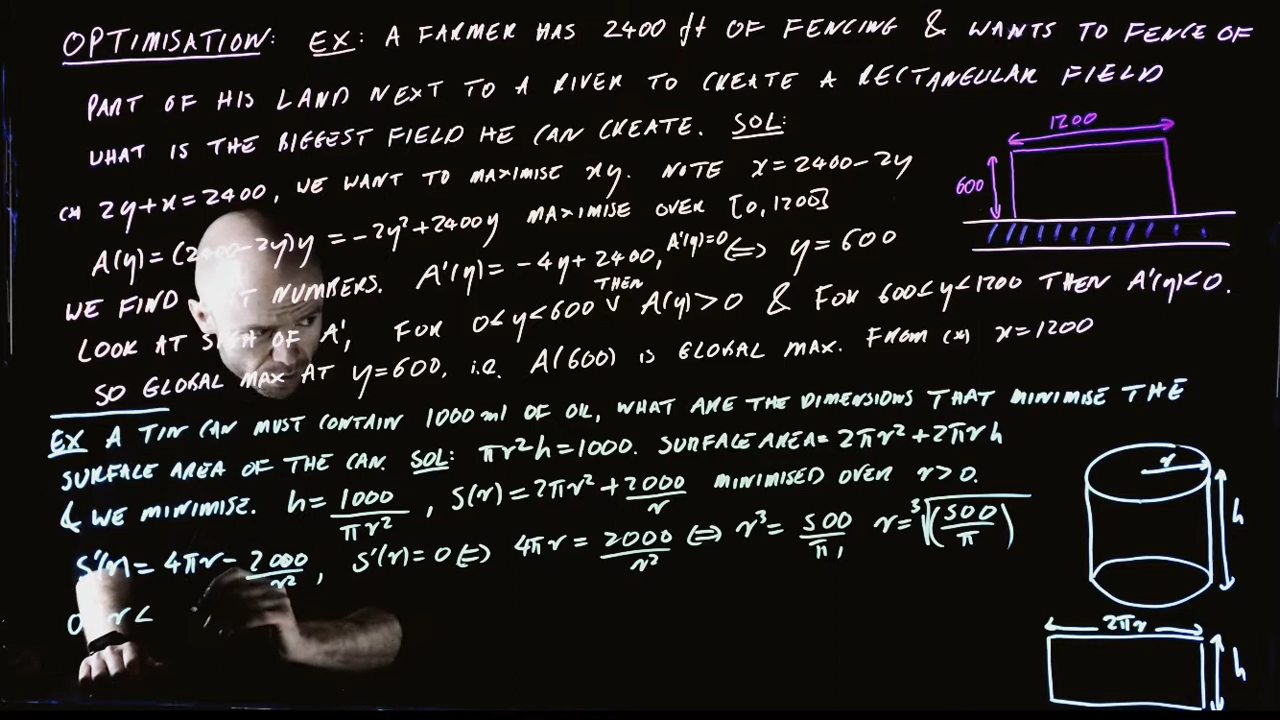 OPTIMISATION: EX: A FARMER HAS 2400 ft OF FENCING & WANTS TO FENCE OF
PART OF HIS LAND NEXT TO A RIVER TO CREATE A RECTANGULAR FIELD
WHAT IS THE BIGGEST FIELD HE CAN CREATE. SOL:
(*) 2y+x=2400, WE WANT TO MAXIMISE xy. NOTE x=2400-2y
A(y)=(2400-2y)y=-2y²+2400y MAXIMISE OVER [0,1200]
WE FIND NUMBERS. A'(y)=-4y+2400, A'(y)=0 ⇔ y=600
LOOK AT SIGN OF A', FOR 0<y<600 THEN A(y)>0 & FOR 600<y<1200 THEN A'(y)<0.
SO GLOBAL MAX AT y=600, i.e. A(600) IS GLOBAL MAX. FROM (*) x=1200
1200
600
EX A TIN CAN MUST CONTAIN 1000ml OF OIL, WHAT ARE THE DIMENSIONS THAT MINIMISE THE
SURFACE AREA OF THE CAN. SOL: πr²h=1000. SURFACE AREA=2πr²+2πrh
& WE MINIMISE. h=1000/πr², S(r)=2πr²+2000/r MINIMISED OVER r>0.
S'(r)=4πr-2000/r², S'(r)=0 ⇔ 4πr=2000/r² ⇔ r³=500/π, r=³√(500/π)
r<
r
h
2πr
h